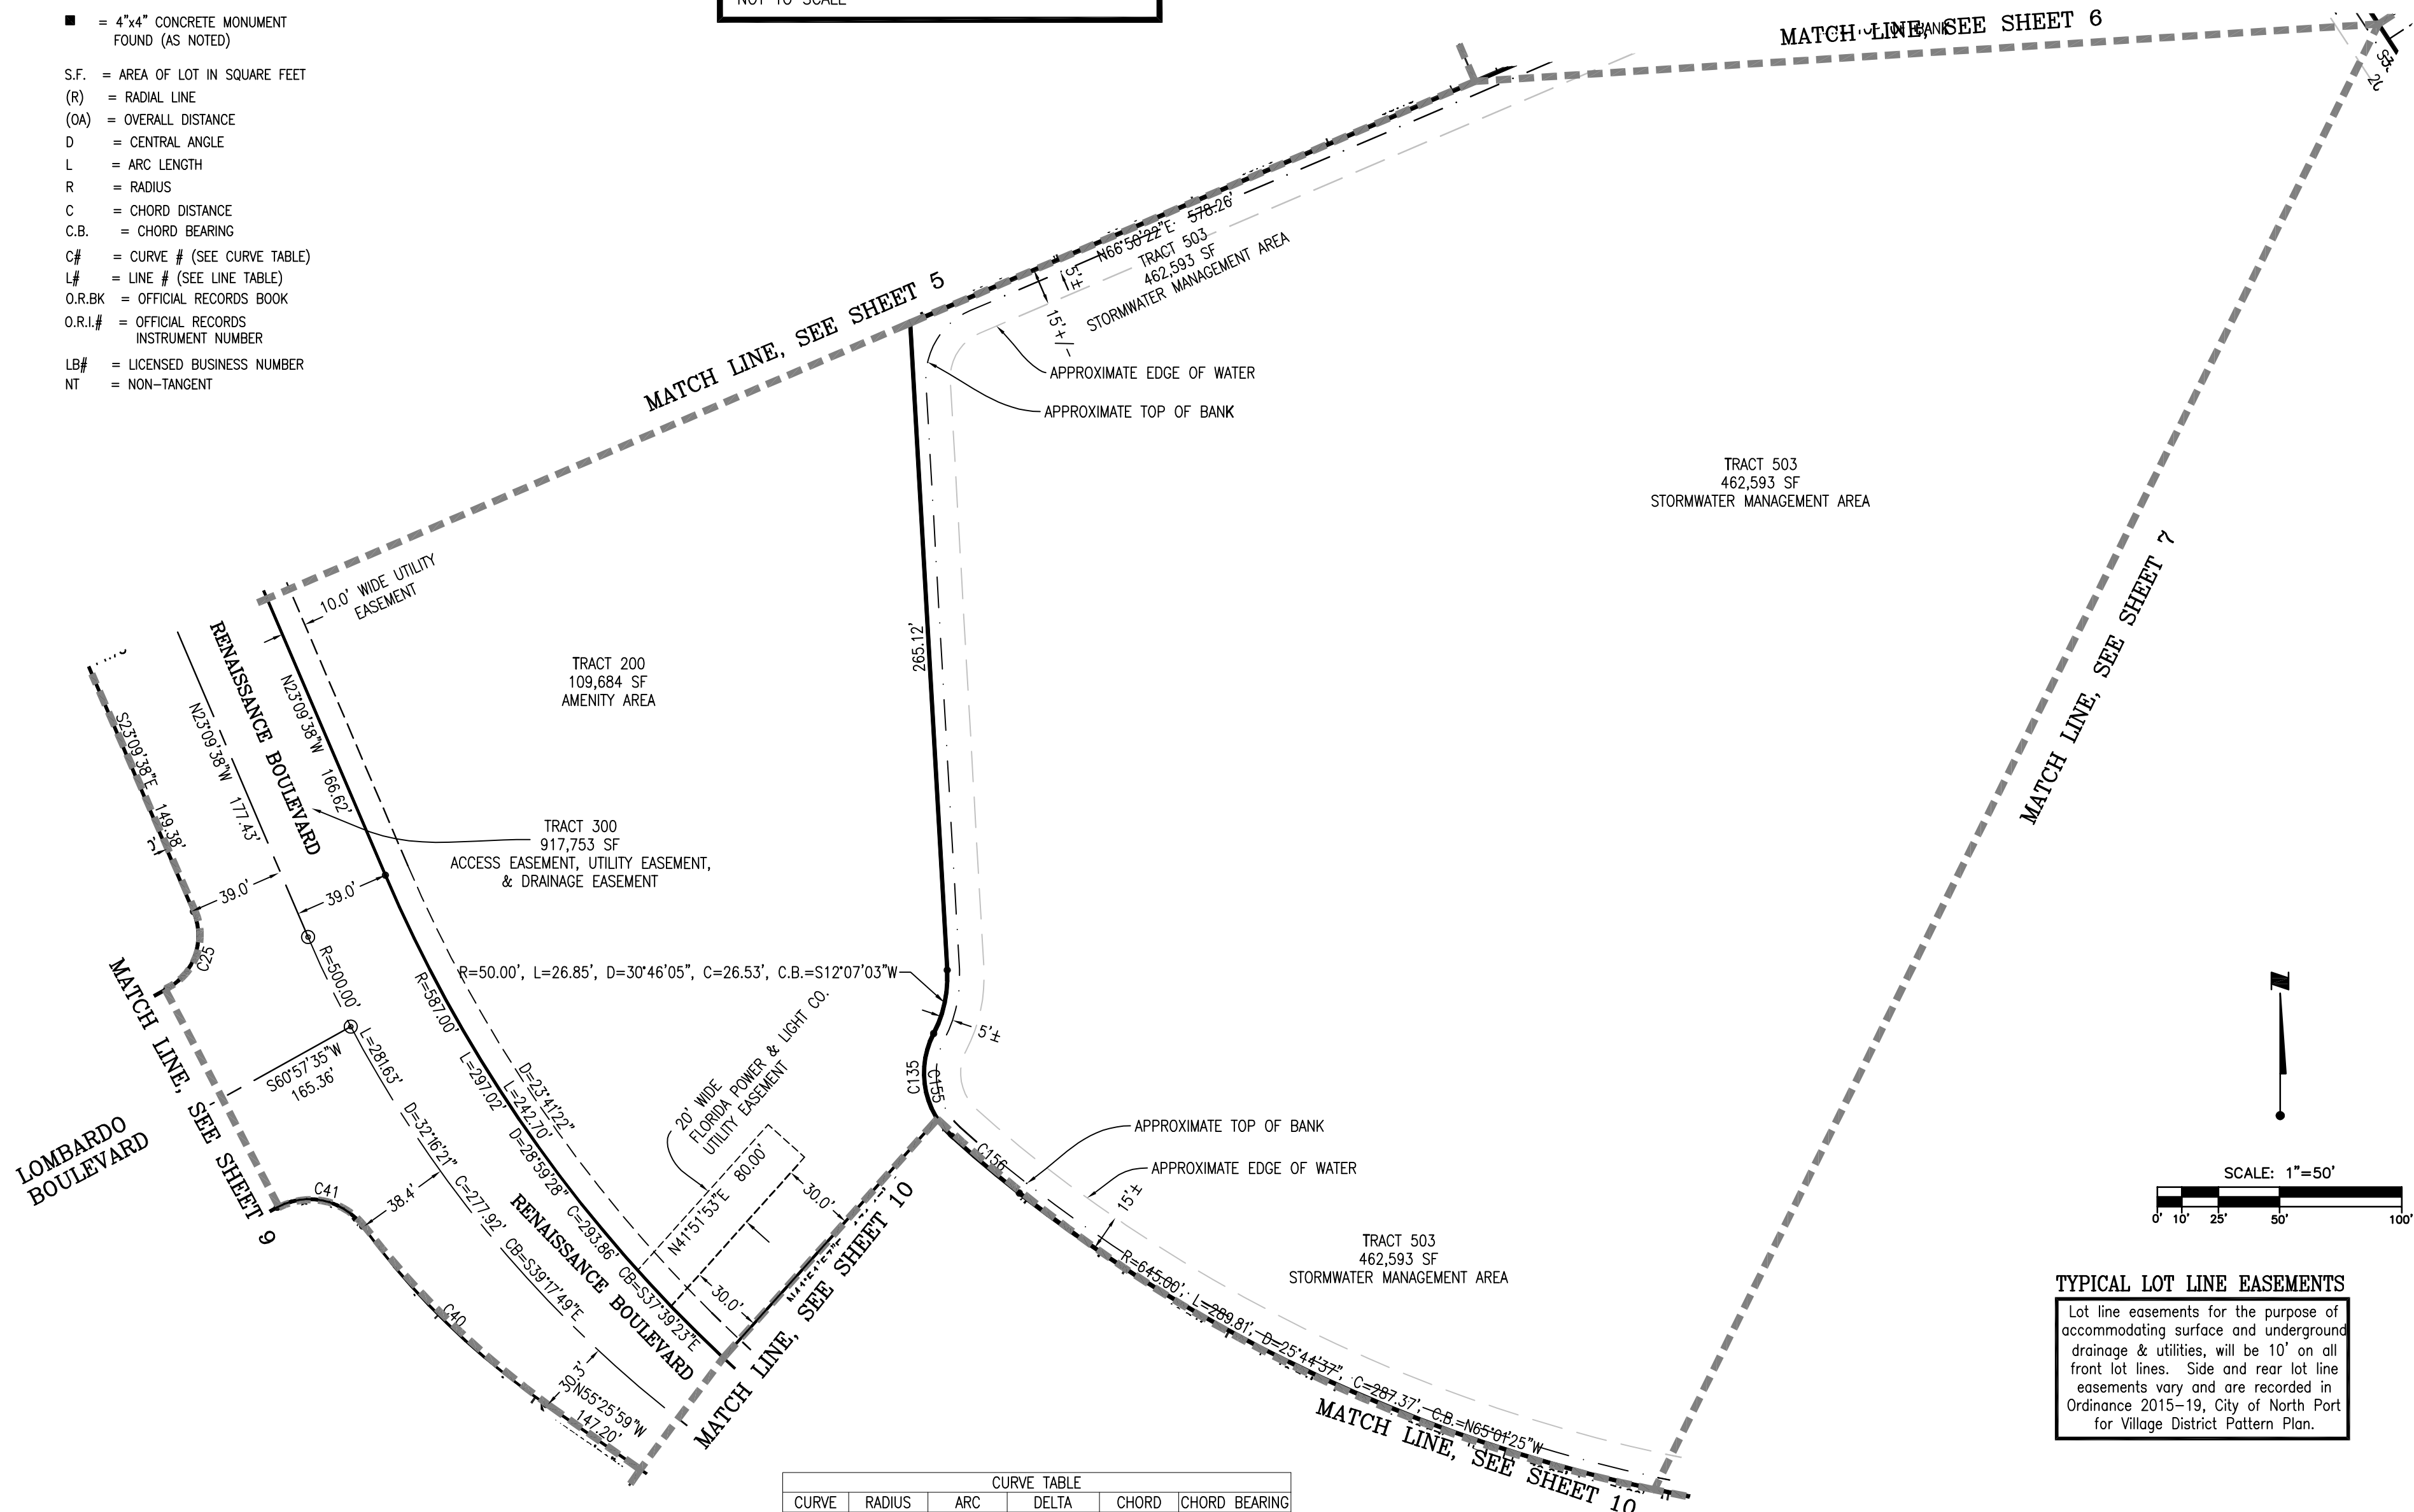 NOT TO SCALE
■ = 4"x4" CONCRETE MONUMENT
FOUND (AS NOTED)
S.F. = AREA OF LOT IN SQUARE FEET
(R) = RADIAL LINE
(OA) = OVERALL DISTANCE
D = CENTRAL ANGLE
L = ARC LENGTH
R = RADIUS
C = CHORD DISTANCE
C.B. = CHORD BEARING
C# = CURVE # (SEE CURVE TABLE)
L# = LINE # (SEE LINE TABLE)
O.R.BK = OFFICIAL RECORDS BOOK
O.R.I.# = OFFICIAL RECORDS
INSTRUMENT NUMBER
LB# = LICENSED BUSINESS NUMBER
NT = NON-TANGENT
MATCH LINE, SEE SHEET 6
MATCH LINE, SEE SHEET 5
N66°50'22"E 578.26'
TRACT 503
462,593 SF
STORMWATER MANAGEMENT AREA
5'±
15'+/-
APPROXIMATE EDGE OF WATER
APPROXIMATE TOP OF BANK
TRACT 503
462,593 SF
STORMWATER MANAGEMENT AREA
MATCH LINE, SEE SHEET 7
10.0' WIDE UTILITY
EASEMENT
265.12'
TRACT 200
109,684 SF
AMENITY AREA
RENAISSANCE BOULEVARD
N23°09'38"W 166.62'
N23°09'38"W 177.43'
S23°09'38"E 149.38'
TRACT 300
917,753 SF
ACCESS EASEMENT, UTILITY EASEMENT,
& DRAINAGE EASEMENT
39.0'
39.0'
C25
R=500.00'
L=281.63'
D=32°16'21"
C=277.92'
CB=S39°17'49"E
R=587.00'
L=297.02'
D=28°59'28"
C=293.86'
CB=S37°39'23"E
D=23°41'22"
L=242.70'
R=50.00', L=26.85', D=30°46'05", C=26.53', C.B.=S12°07'03"W
5'±
C135
C155
C156
MATCH LINE, SEE SHEET 9
S60°57'35"W
165.36'
LOMBARDO
BOULEVARD
C41
38.4'
C40
RENAISSANCE BOULEVARD
20' WIDE
FLORIDA POWER & LIGHT CO.
UTILITY EASEMENT
N41°51'53"E 80.00'
30.0'
30.0'
MATCH LINE, SEE SHEET 10
30.3'
N55°25'59"W
147.20'
APPROXIMATE TOP OF BANK
APPROXIMATE EDGE OF WATER
15'±
TRACT 503
462,593 SF
STORMWATER MANAGEMENT AREA
R=645.00', L=289.81', D=25°44'37", C=287.37', C.B.=N65°01'25"W
MATCH LINE, SEE SHEET 10
N
SCALE: 1"=50'
0' 10' 25' 50' 100'
TYPICAL LOT LINE EASEMENTS
Lot line easements for the purpose of
accommodating surface and underground
drainage & utilities, will be 10' on all
front lot lines. Side and rear lot line
easements vary and are recorded in
Ordinance 2015-19, City of North Port
for Village District Pattern Plan.
CURVE TABLE
CURVE RADIUS ARC DELTA CHORD CHORD BEARING